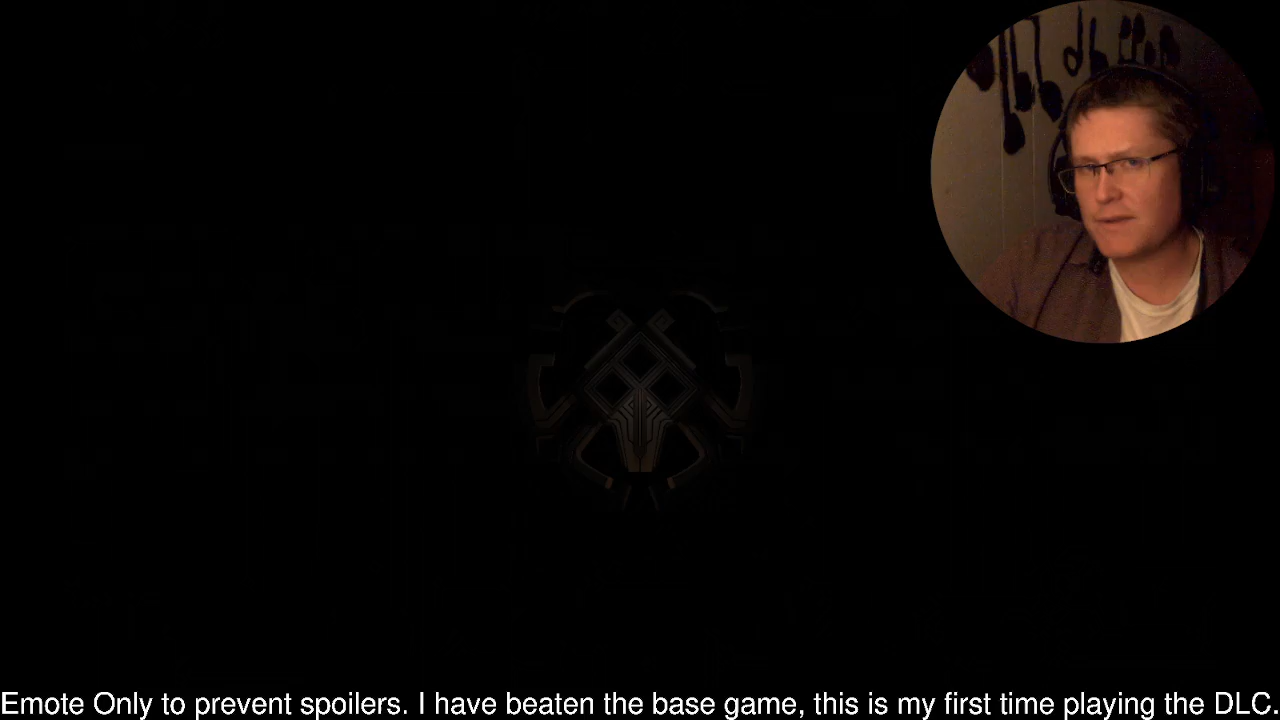 Emote Only to prevent spoilers. I have beaten the base game, this is my first time playing the DLC.